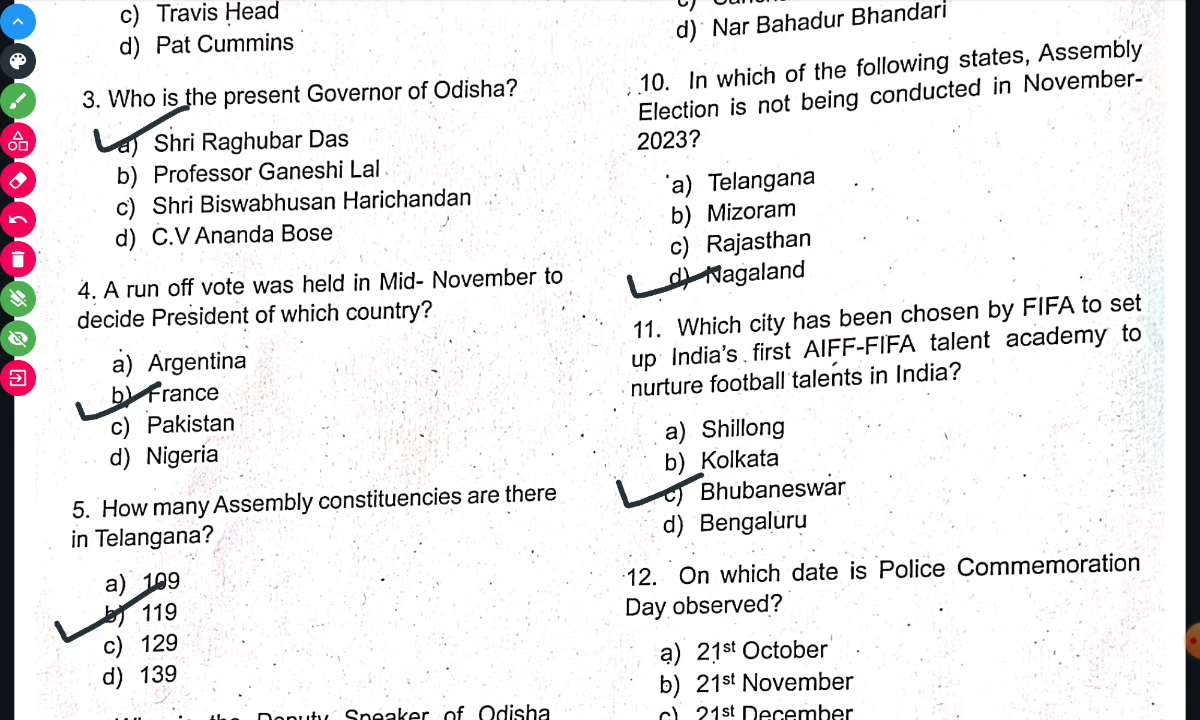 c) Travis Head
d) Pat Cummins
3. Who is the present Governor of Odisha?
a) Shri Raghubar Das
b) Professor Ganeshi Lal
c) Shri Biswabhusan Harichandan
d) C.V Ananda Bose
4. A run off vote was held in Mid- November to
decide President of which country?
a) Argentina
b) France
c) Pakistan
d) Nigeria
5. How many Assembly constituencies are there
in Telangana?
a) 109
b) 119
c) 129
d) 139
the Deputy Speaker of Odisha
d) Nar Bahadur Bhandari
10. In which of the following states, Assembly
Election is not being conducted in November-
2023?
a) Telangana
b) Mizoram
c) Rajasthan
d) Nagaland
11. Which city has been chosen by FIFA to set
up India's first AIFF-FIFA talent academy to
nurture football talents in India?
a) Shillong
b) Kolkata
c) Bhubaneswar
d) Bengaluru
12. On which date is Police Commemoration
Day observed?
a) 21st October
b) 21st November
c) 21st December